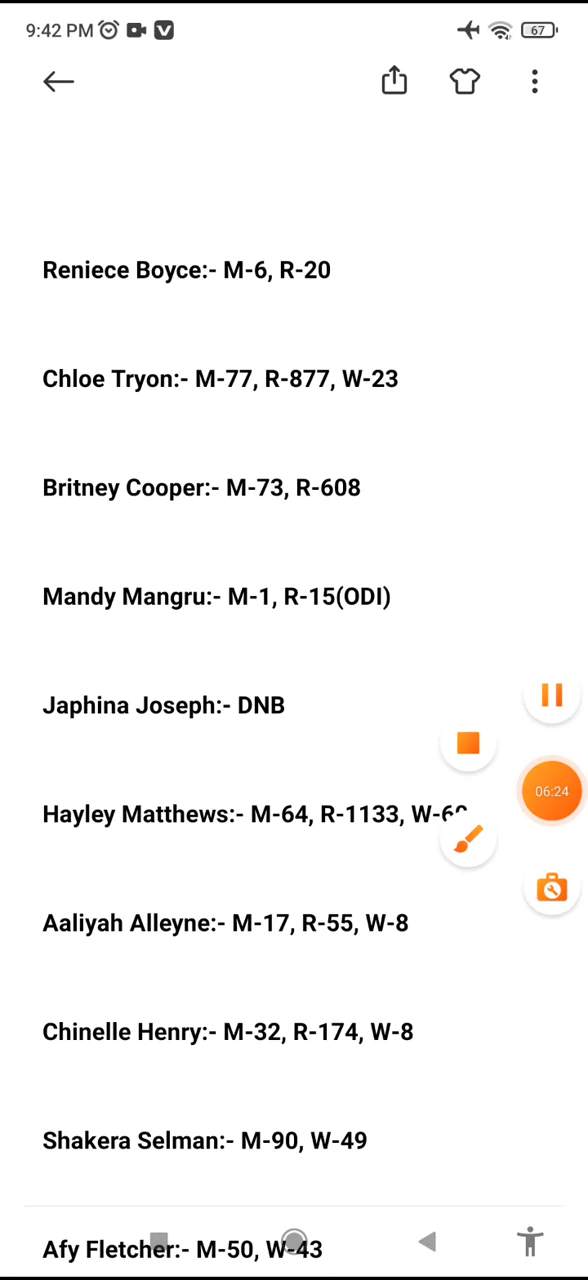 9:42 PM
67
Reniece Boyce:- M-6, R-20
Chloe Tryon:- M-77, R-877, W-23
Britney Cooper:- M-73, R-608
Mandy Mangru:- M-1, R-15(ODI)
Japhina Joseph:- DNB
06:24
Hayley Matthews:- M-64, R-1133,
Aaliyah Alleyne:- M-17, R-55, W-8
Chinelle Henry:- M-32, R-174, W-8
Shakera Selman:- M-90, W-49
Afy Fletcher:- M-50, W-43